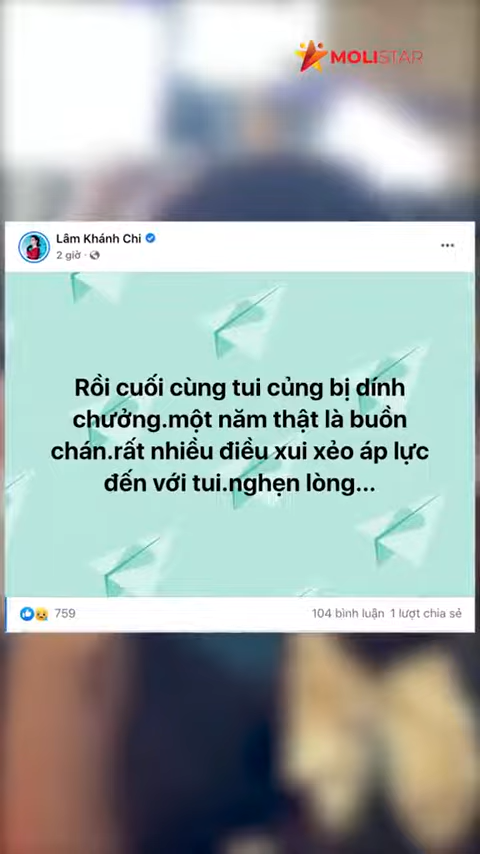 MOLISTAR
Lâm Khánh Chi
2 giờ
Rồi cuối cùng tui củng bị dính
chưởng.một năm thật là buồn
chán.rất nhiều điều xui xẻo áp lực
đến với tui.nghẹn lòng...
759
104 bình luận 1 lượt chia sẻ